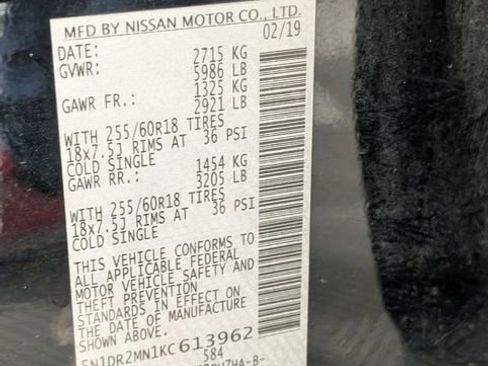 MFD BY NISSAN MOTOR CO., LTD.
DATE: 02/19
GVWR: 2715 KG
5986 LB
GAWR FR.: 1325 KG
2921 LB
WITH 255/60R18 TIRES
18x7.5J RIMS AT 36 PSI
COLD SINGLE
GAWR RR.: 1454 KG
3205 LB
WITH 255/60R18 TIRES
18x7.5J RIMS AT 36 PSI
COLD SINGLE
THIS VEHICLE CONFORMS TO
ALL APPLICABLE FEDERAL
MOTOR VEHICLE SAFETY AND
THEFT PREVENTION
STANDARDS IN EFFECT ON
THE DATE OF MANUFACTURE
SHOWN ABOVE.
5N1DR2MN1KC613962
584